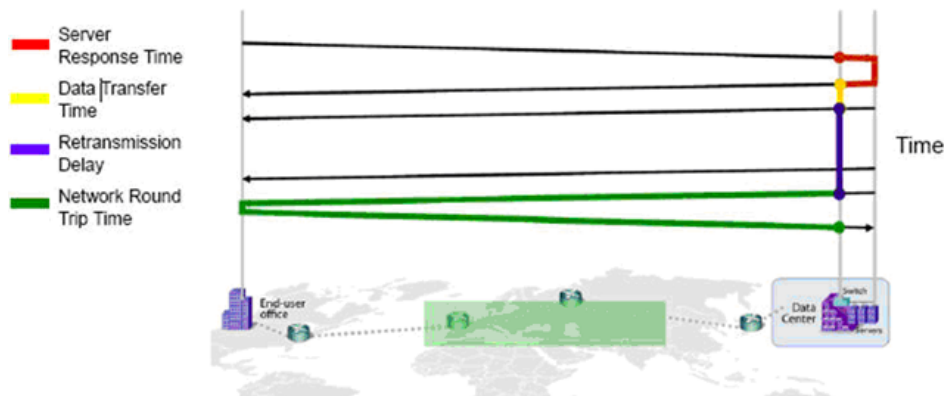 Server
Response Time
Data Transfer
Time
Retransmission
Delay
Network Round
Trip Time
Time
End-user
office
Data
Center
Switch
Servers